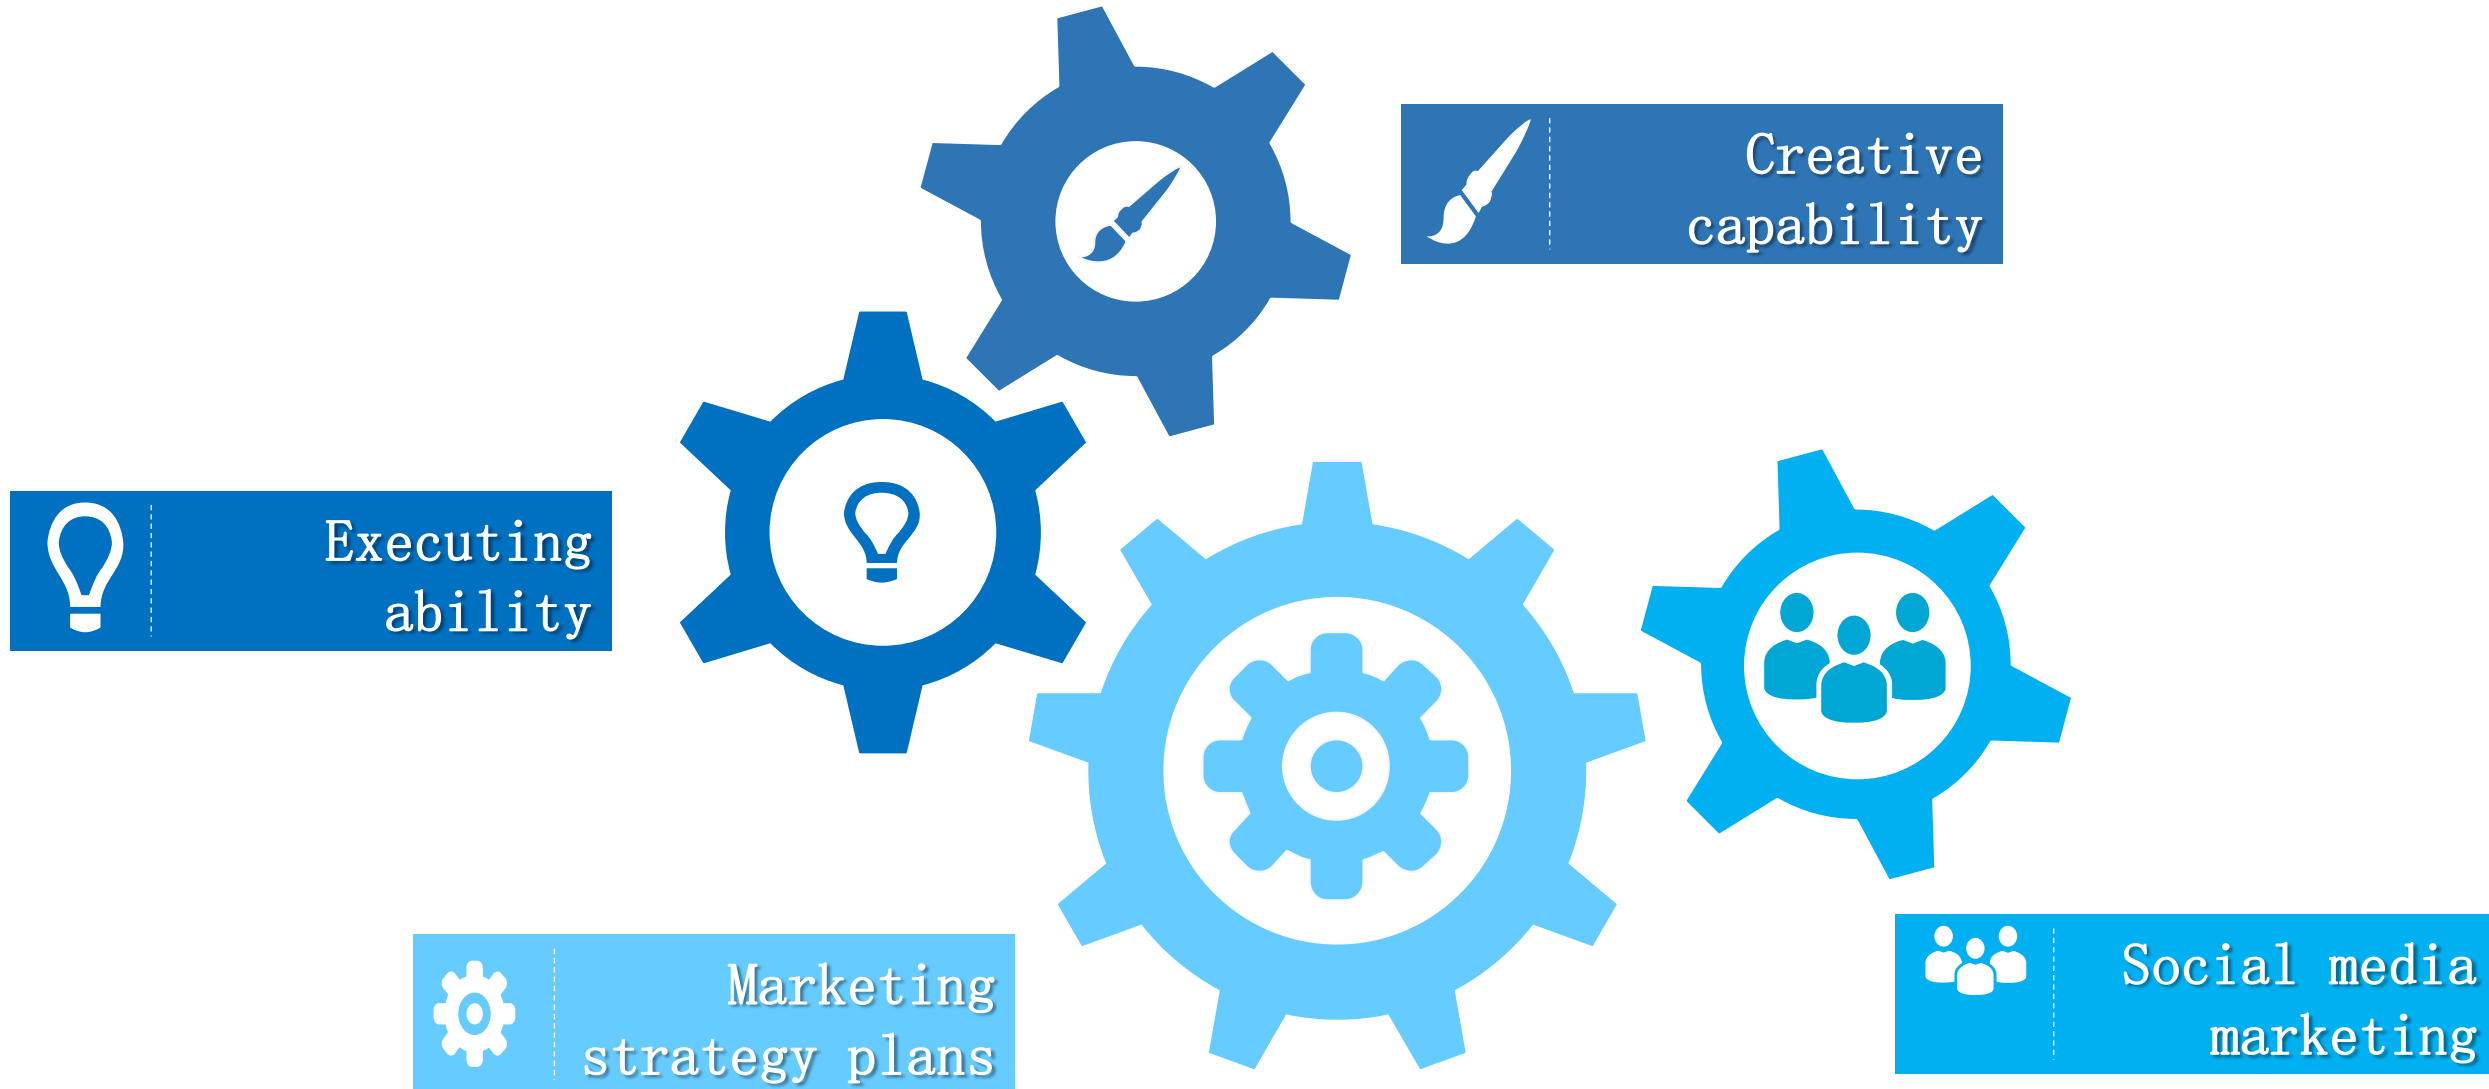 Creative
capability
Executing
ability
Marketing
strategy plans
Social media
marketing